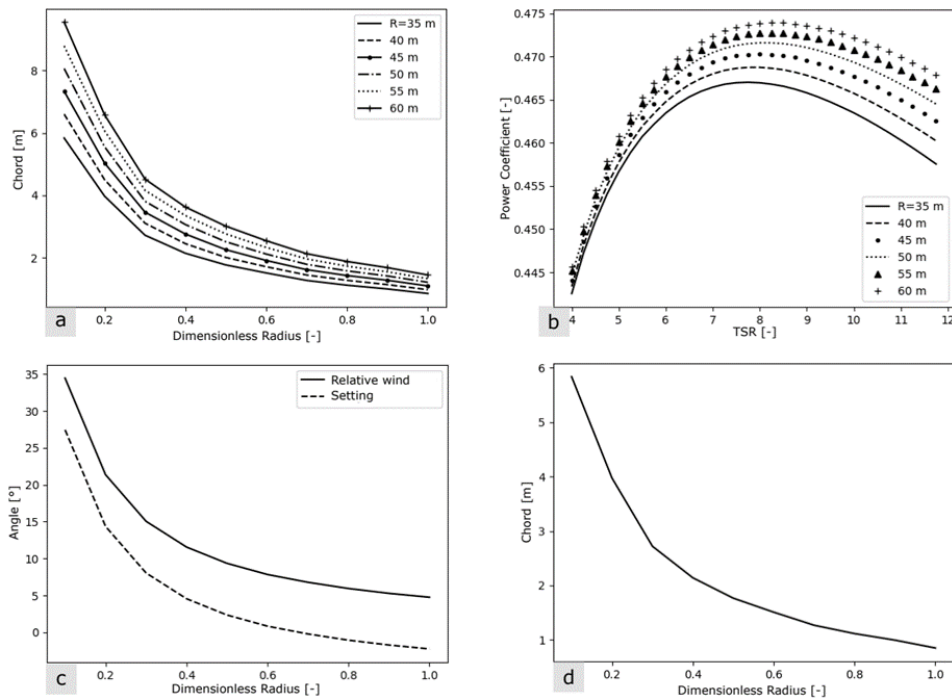 R=35 m
40 m
45 m
50 m
55 m
60 m
8
6
4
2
Chord [m]
0.2
0.4
0.6
0.8
1.0
Dimensionless Radius [-]
a
0.475
0.470
0.465
0.460
0.455
0.450
0.445
Power Coefficient [-]
R=35 m
40 m
45 m
50 m
55 m
60 m
4
5
6
7
8
9
10
11
12
TSR [-]
b
Relative wind
Setting
35
30
25
20
15
10
5
0
Angle [°]
0.2
0.4
0.6
0.8
1.0
Dimensionless Radius [-]
c
6
5
4
3
2
1
Chord [m]
0.2
0.4
0.6
0.8
1.0
Dimensionless Radius [-]
d